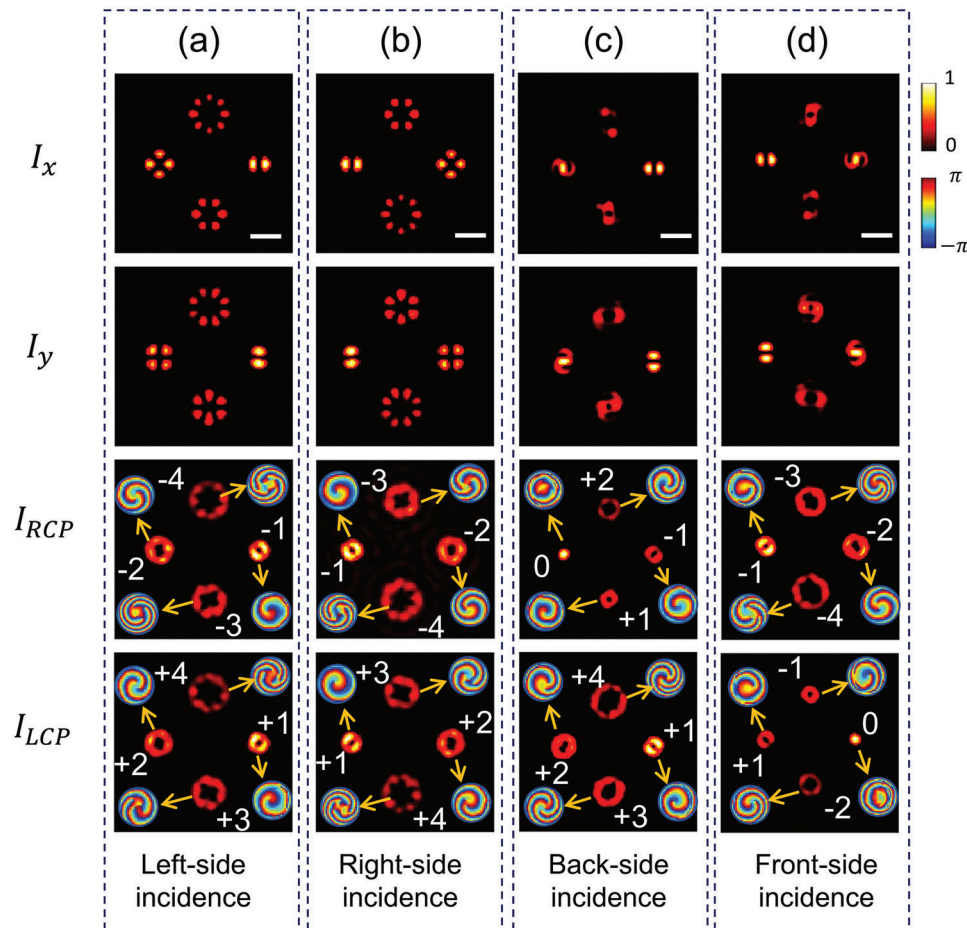 (a) (b) (c) (d)
I_x
1
0
π
−π
I_y
I_RCP
-4 -3 +2 -3
-1 -2 -1 -2
-2 -1 0 -1
-3 -4 +1 -4
I_LCP
+4 +3 +4 -1
+1 +2 +1 0
+2 +1 +2 +1
+3 +4 +3 -2
Left-side Right-side Back-side Front-side
incidence incidence incidence incidence